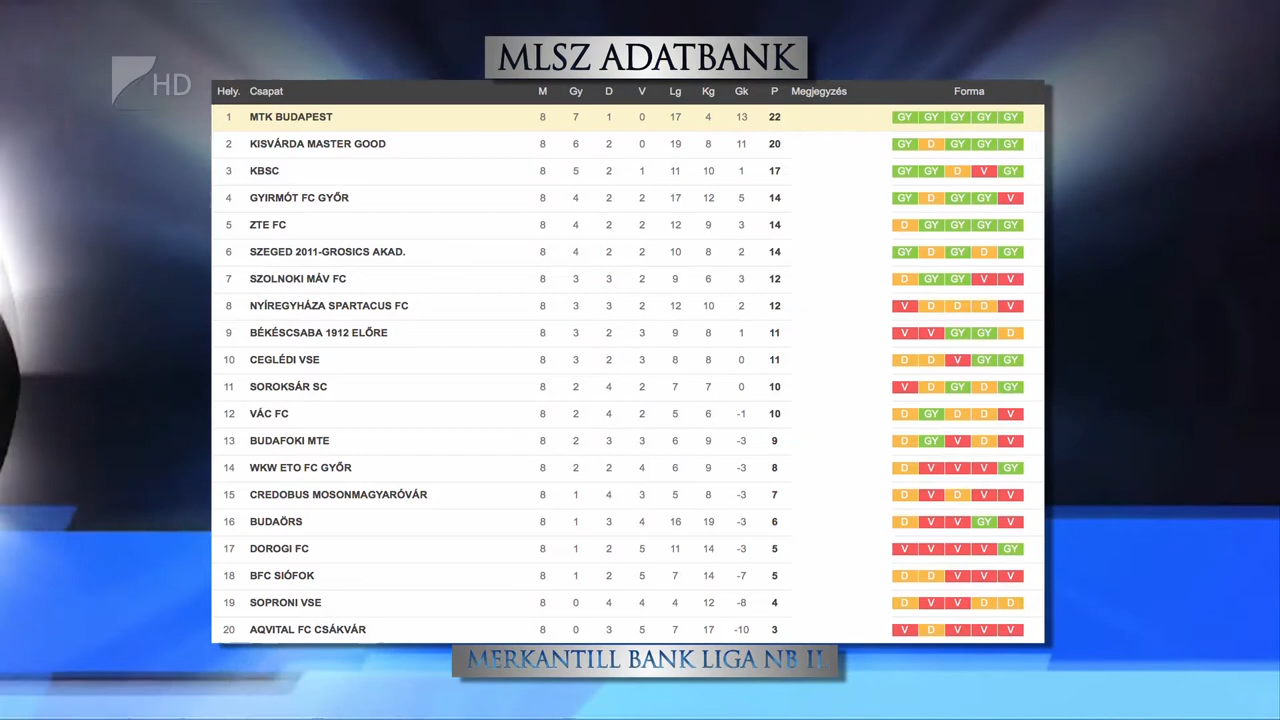 MLSZ ADATBANK
HD
Hely. Csapat M Gy D V Lg Kg Gk P Megjegyzés Forma
1 MTK BUDAPEST 8 7 1 0 17 4 13 22 GY GY GY GY GY
2 KISVÁRDA MASTER GOOD 8 6 2 0 19 8 11 20 GY D GY GY GY
3 KBSC 8 5 2 1 11 10 1 17 GY GY D V GY
4 GYIRMÓT FC GYŐR 8 4 2 2 17 12 5 14 GY D GY GY V
5 ZTE FC 8 4 2 2 12 9 3 14 D GY GY GY GY
6 SZEGED 2011-GROSICS AKAD. 8 4 2 2 10 8 2 14 GY D GY D GY
7 SZOLNOKI MÁV FC 8 3 3 2 9 6 3 12 D GY GY V V
8 NYÍREGYHÁZA SPARTACUS FC 8 3 3 2 12 10 2 12 V D D D V
9 BÉKÉSCSABA 1912 ELŐRE 8 3 2 3 9 8 1 11 V V GY GY D
10 CEGLÉDI VSE 8 3 2 3 8 8 0 11 D D V GY GY
11 SOROKSÁR SC 8 2 4 2 7 7 0 10 V D GY D GY
12 VÁC FC 8 2 4 2 5 6 -1 10 D GY D D V
13 BUDAFOKI MTE 8 2 3 3 6 9 -3 9 D GY V D V
14 WKW ETO FC GYŐR 8 2 2 4 6 9 -3 8 D V V V GY
15 CREDOBUS MOSONMAGYARÓVÁR 8 1 4 3 5 8 -3 7 D V D V V
16 BUDAÖRS 8 1 3 4 16 19 -3 6 D V V GY V
17 DOROGI FC 8 1 2 5 11 14 -3 5 V V V V GY
18 BFC SIÓFOK 8 1 2 5 7 14 -7 5 D D V V V
19 SOPRONI VSE 8 0 4 4 4 12 -8 4 D V V D D
20 AQVITAL FC CSÁKVÁR 8 0 3 5 7 17 -10 3 V D V V V
MERKANTILL BANK LIGA NB II.